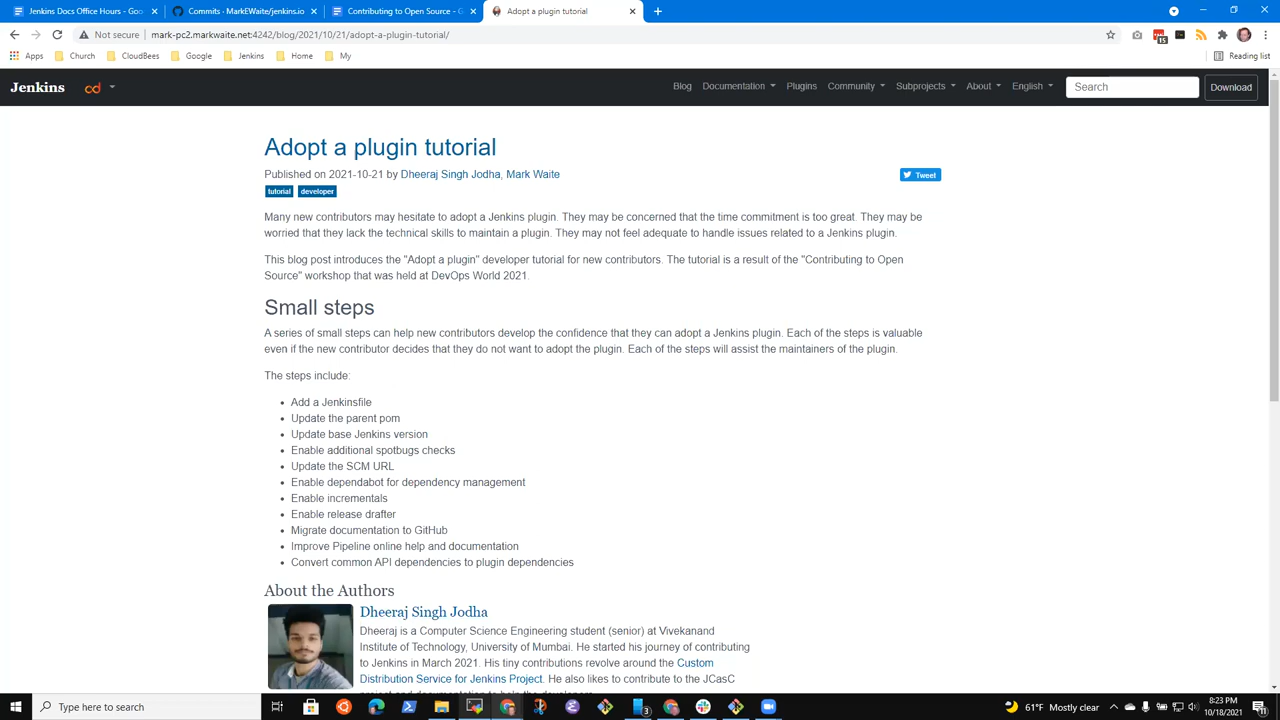 Jenkins Docs Office Hours - Goo
Commits · MarkEWaite/jenkins.io
Contributing to Open Source - G
Adopt a plugin tutorial
Not secure | mark-pc2.markwaite.net:4242/blog/2021/10/21/adopt-a-plugin-tutorial/
15
Apps Church CloudBees Google Jenkins Home My Reading list
Jenkins cd Blog Documentation Plugins Community Subprojects About English Search Download
Adopt a plugin tutorial
Published on 2021-10-21 by Dheeraj Singh Jodha, Mark Waite
Tweet
tutorial developer
Many new contributors may hesitate to adopt a Jenkins plugin. They may be concerned that the time commitment is too great. They may be
worried that they lack the technical skills to maintain a plugin. They may not feel adequate to handle issues related to a Jenkins plugin.
This blog post introduces the "Adopt a plugin" developer tutorial for new contributors. The tutorial is a result of the "Contributing to Open
Source" workshop that was held at DevOps World 2021.
Small steps
A series of small steps can help new contributors develop the confidence that they can adopt a Jenkins plugin. Each of the steps is valuable
even if the new contributor decides that they do not want to adopt the plugin. Each of the steps will assist the maintainers of the plugin.
The steps include:
• Add a Jenkinsfile
• Update the parent pom
• Update base Jenkins version
• Enable additional spotbugs checks
• Update the SCM URL
• Enable dependabot for dependency management
• Enable incrementals
• Enable release drafter
• Migrate documentation to GitHub
• Improve Pipeline online help and documentation
• Convert common API dependencies to plugin dependencies
About the Authors
Dheeraj Singh Jodha
Dheeraj is a Computer Science Engineering student (senior) at Vivekanand
Institute of Technology, University of Mumbai. He started his journey of contributing
to Jenkins in March 2021. His tiny contributions revolve around the Custom
Distribution Service for Jenkins Project. He also likes to contribute to the JCasC
Type here to search
3
61°F Mostly clear
8:23 PM
10/18/2021
11